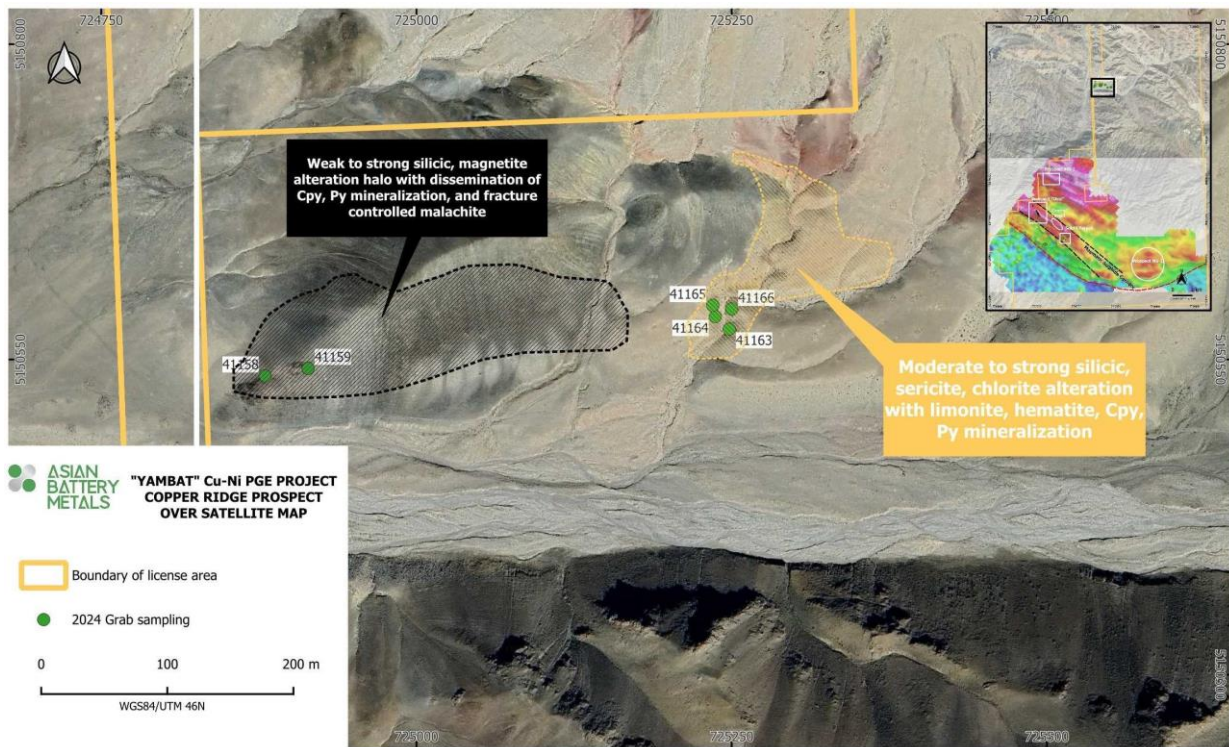 724750
725000
725250
725500
5150800
5150800
Weak to strong silicic, magnetite
alteration halo with dissemination of
Cpy, Py mineralization, and fracture
controlled malachite
41165
41166
41164
41163
41158
41159
5150550
5150550
Moderate to strong silicic,
sericite, chlorite alteration
with limonite, hematite, Cpy,
Py mineralization
ASIAN
BATTERY
METALS
"YAMBAT" Cu-Ni PGE PROJECT
COPPER RIDGE PROSPECT
OVER SATELLITE MAP
Boundary of license area
2024 Grab sampling
0 100 200 m
WGS84/UTM 46N
5150300
725000
725250
725500